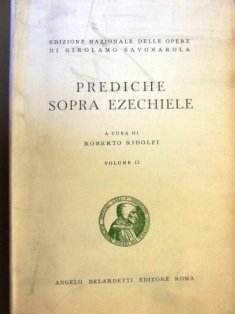 EDIZIONE NAZIONALE DELLE OPERE
DI GIROLAMO SAVONAROLA
PREDICHE
SOPRA EZECHIELE
A CURA DI
ROBERTO RIDOLFI
VOLUME II
ANGELO BELARDETTI EDITORE ROMA